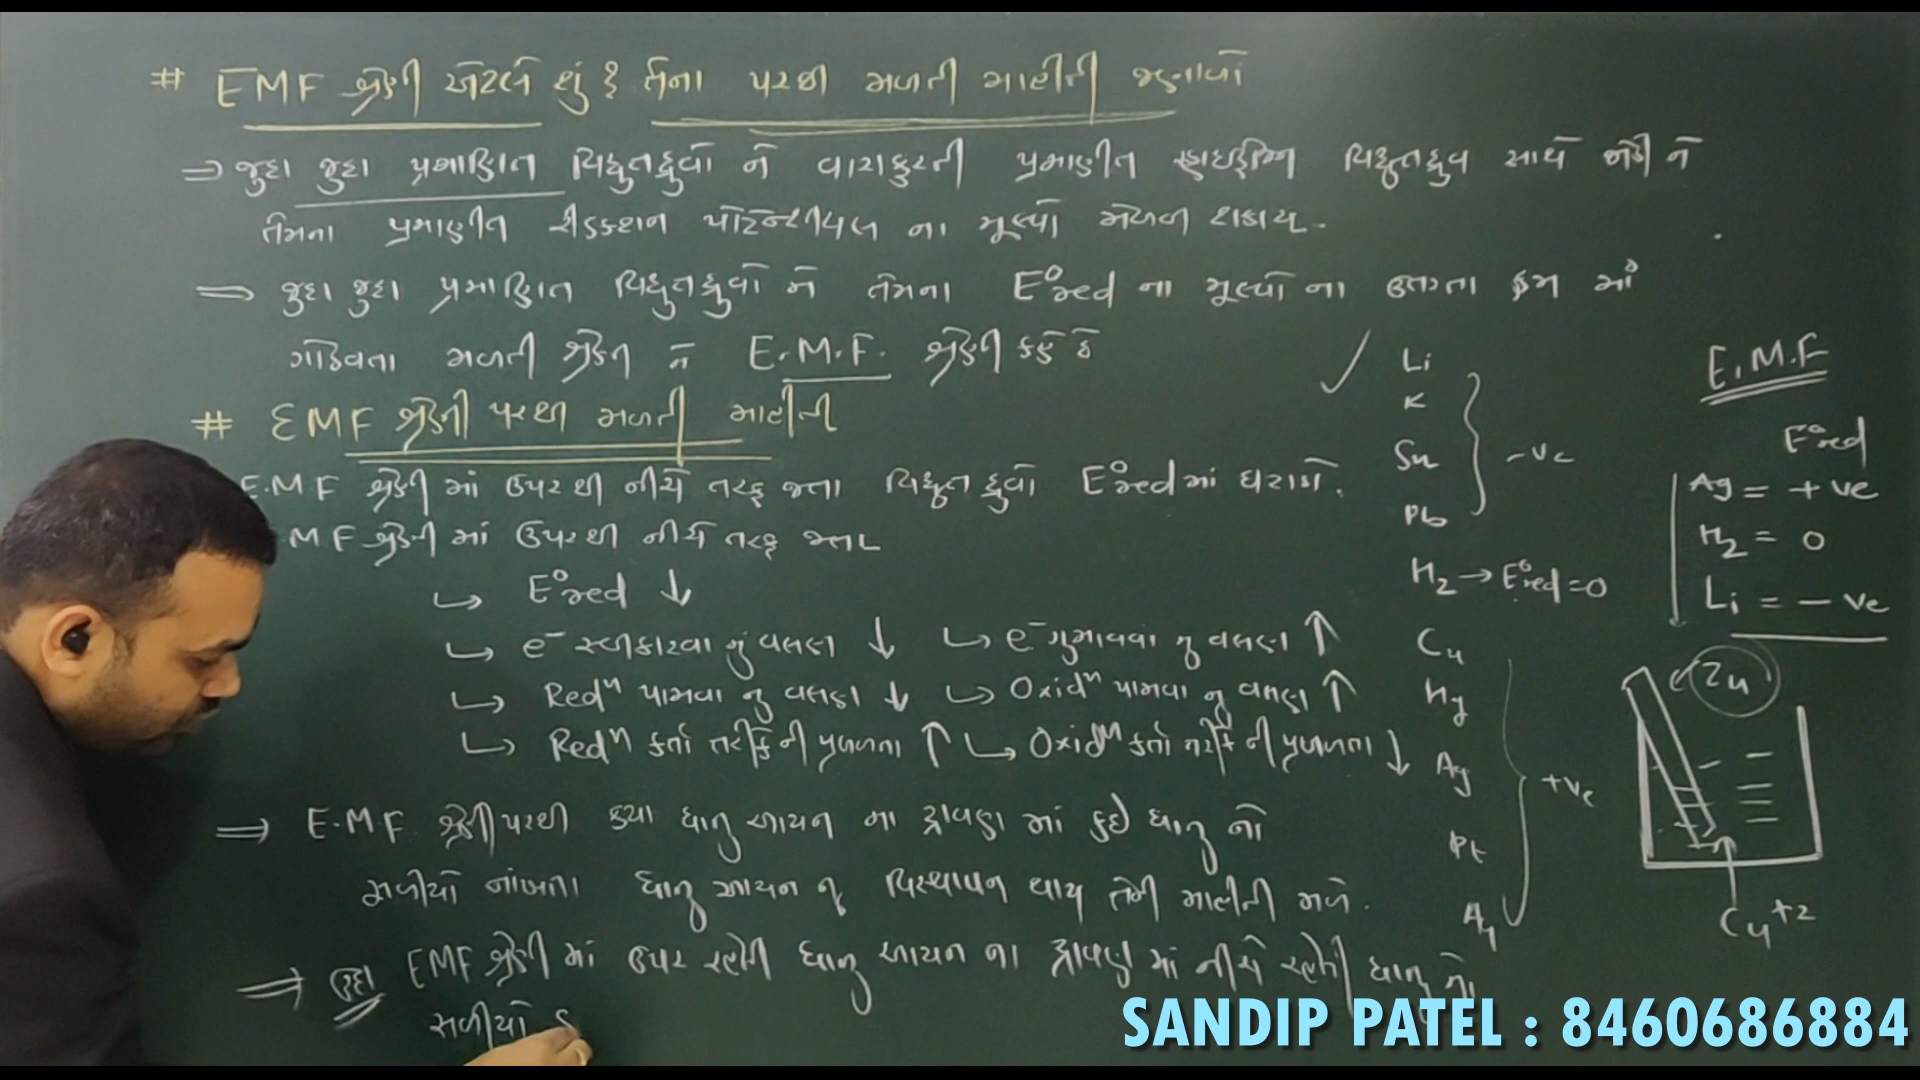 # EMF શ્રેણી એટલે શું ? તેના પરથી મળતી માહીતી જણાવો
⇒ જુદા જુદા પ્રમાણિત વિધુતધ્રુવો ને વારાફરતી પ્રમાણીત હાઇડ્રોજન વિધુતધ્રુવ સાથે જોડી ને
તેમના પ્રમાણીત રીડક્શન પોટેન્શીયલ ના મૂલ્યો મેળવી શકાય.
⇒ જુદા જુદા પ્રમાણિત વિધુતધ્રુવો ને તેમના E°red ના મૂલ્યો ના ઉતરતા ક્રમ માં
ગોઠવતા મળતી શ્રેણી ને E.M.F. શ્રેણી કહે છે
# EMF શ્રેણી પરથી મળતી માહીતી
E.M F શ્રેણી માં ઉપરથી નીચે તરફ જતા વિધુત ધ્રુવો E°red માં ઘટાડો.
M F શ્રેણી માં ઉપરથી નીચે તરફ જતા
↳ E°red ↓
↳ e⁻ સ્વીકારવા નું વલણ ↓ ↳ e⁻ ગુમાવવા નુ વલણ ↑
↳ Redⁿ પામવા નુ વલણ ↓ ↳ Oxidⁿ પામવા નુ વલણ ↑
↳ Redⁿ કર્તા તરીકે ની પ્રબળતા ↑ ↳ Oxidⁿ કર્તા તરીકે ની પ્રબળતા ↓
⇒ E.M F શ્રેણી પરથી કયા ધાતુ આયન ના દ્રાવણ માં કઇ ધાતુ નો
સળીયો નાંખતા ધાતુ આયન નુ વિસ્થાપન થાય તેની માહીતી મળે.
⇒ ઉદા EMF શ્રેણી માં ઉપર રહેલી ધાતુ આયન ના દ્રાવણ માં નીચે રહેલી ધાતુ નો
સળીયો
✓ Li
K
Sn
Pb
-ve
H₂ → E°red = 0
Cu
Hg
Ag
Pt
+ve
E.M.F
E°red
Ag = + ve
H₂ = 0
Li = - ve
Zn
Cu⁺²
SANDIP PATEL : 8460686884